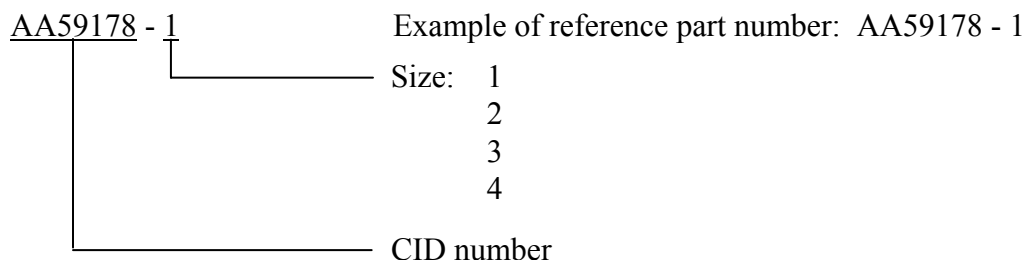 AA59178 - 1 Example of reference part number: AA59178 - 1
Size: 1
2
3
4
CID number